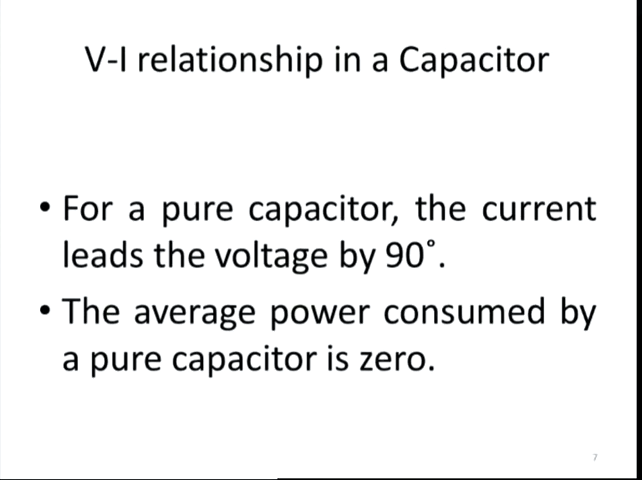 V-I relationship in a Capacitor
• For a pure capacitor, the current
leads the voltage by 90˚.
• The average power consumed by
a pure capacitor is zero.
7